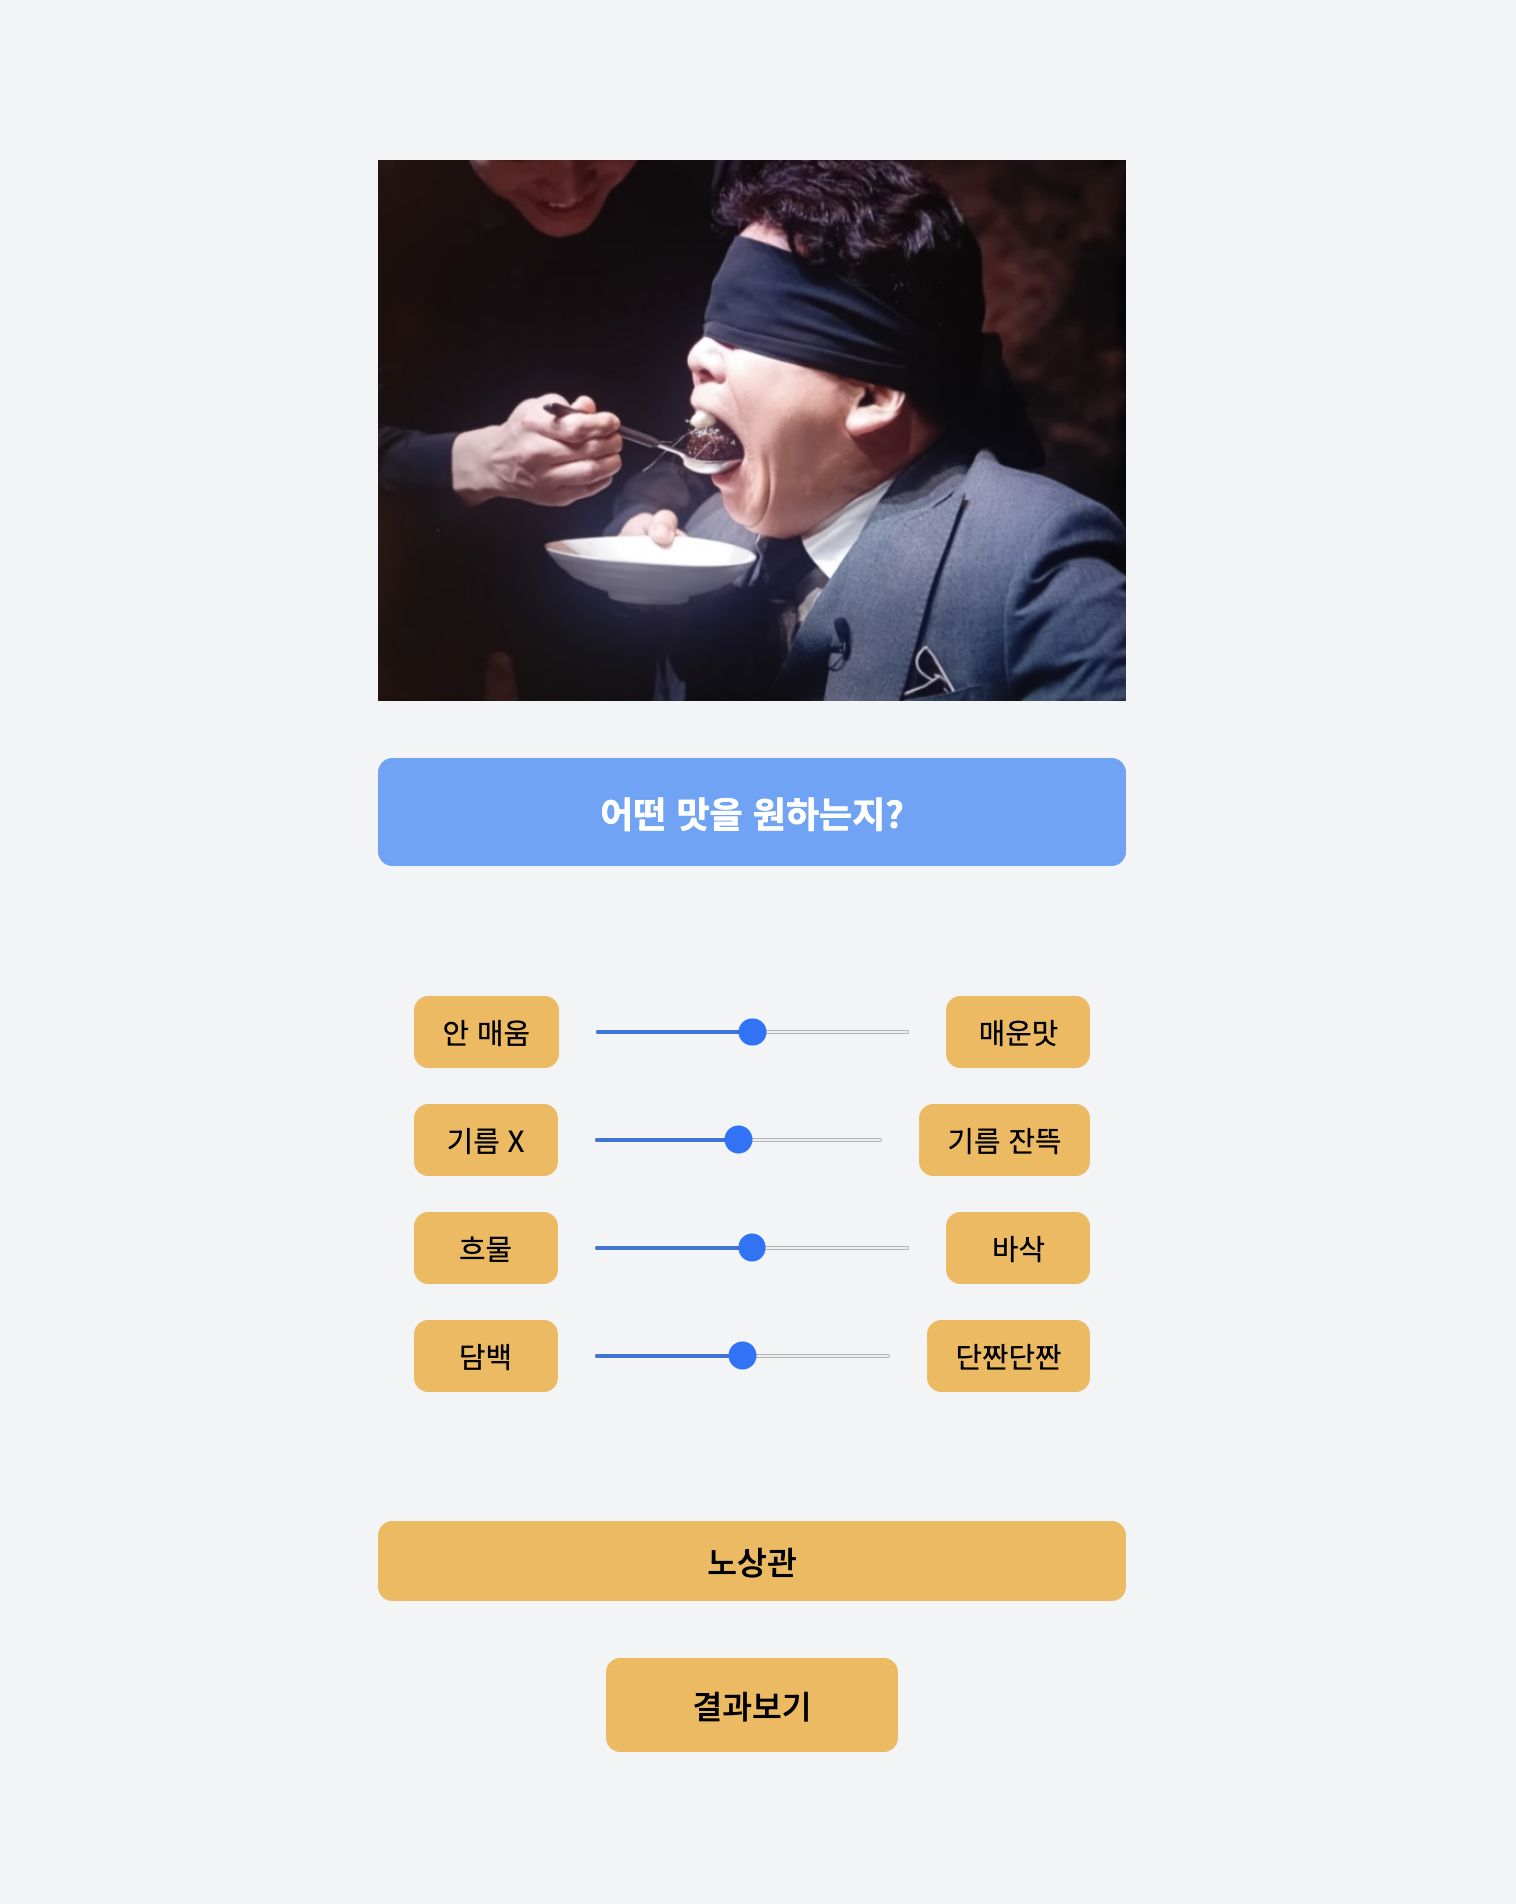 어떤 맛을 원하는지?
안 매움
매운맛
기름 X
기름 잔뜩
흐물
바삭
담백
단짠단짠
노상관
결과보기